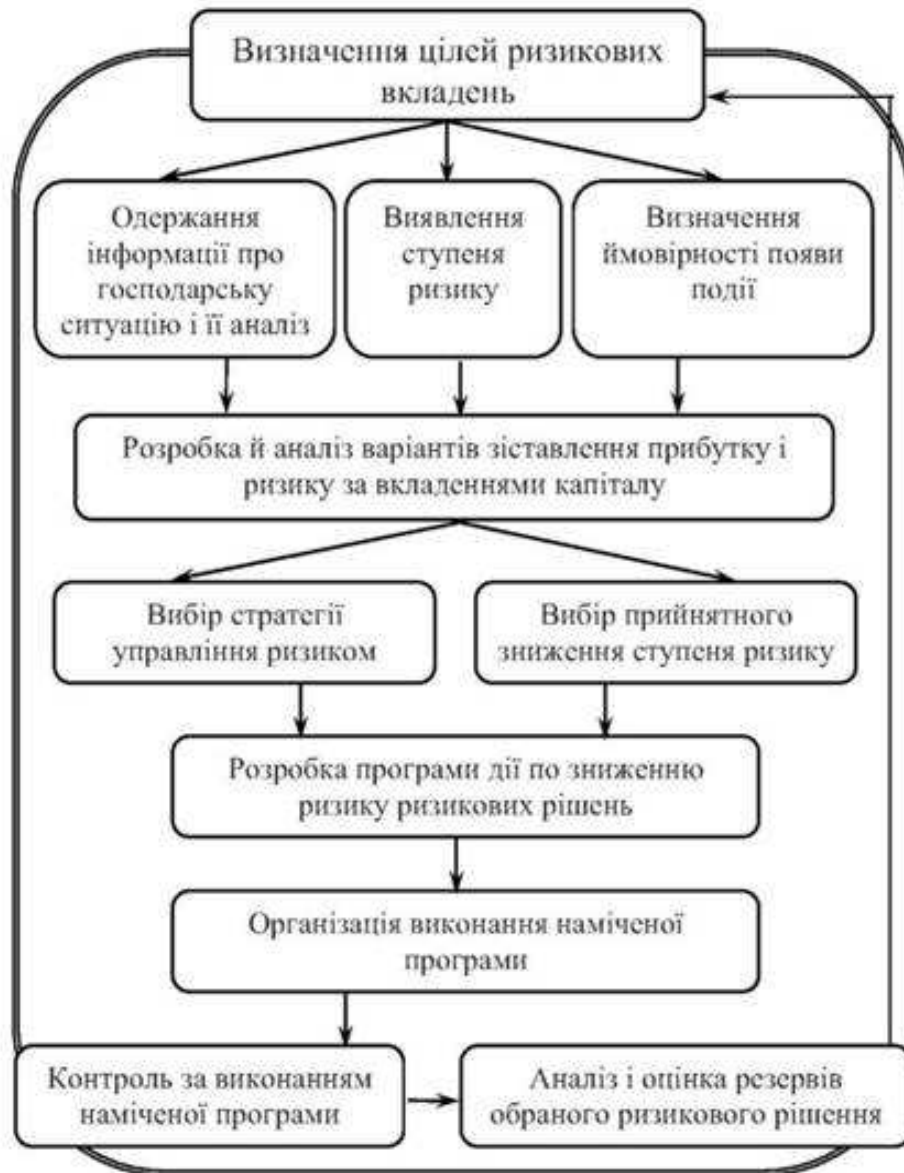 Визначення цілей ризикових
вкладень
Одержання
інформації про
господарську
ситуацію і її аналіз
Виявлення
ступеня
ризику
Визначення
ймовірності появи
події
Розробка й аналіз варіантів зіставлення прибутку і
ризику за вкладеннями капіталу
Вибір стратегії
управління ризиком
Вибір прийнятного
зниження ступеня ризику
Розробка програми дії по зниженню
ризику ризикових рішень
Організація виконання наміченої
програми
Контроль за виконанням
наміченої програми
Аналіз і оцінка резервів
обраного ризикового рішення